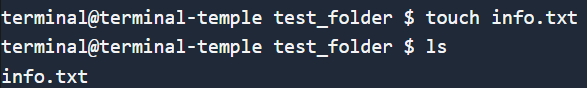 terminal@terminal-temple test_folder $ touch info.txt
terminal@terminal-temple test_folder $ ls
info.txt